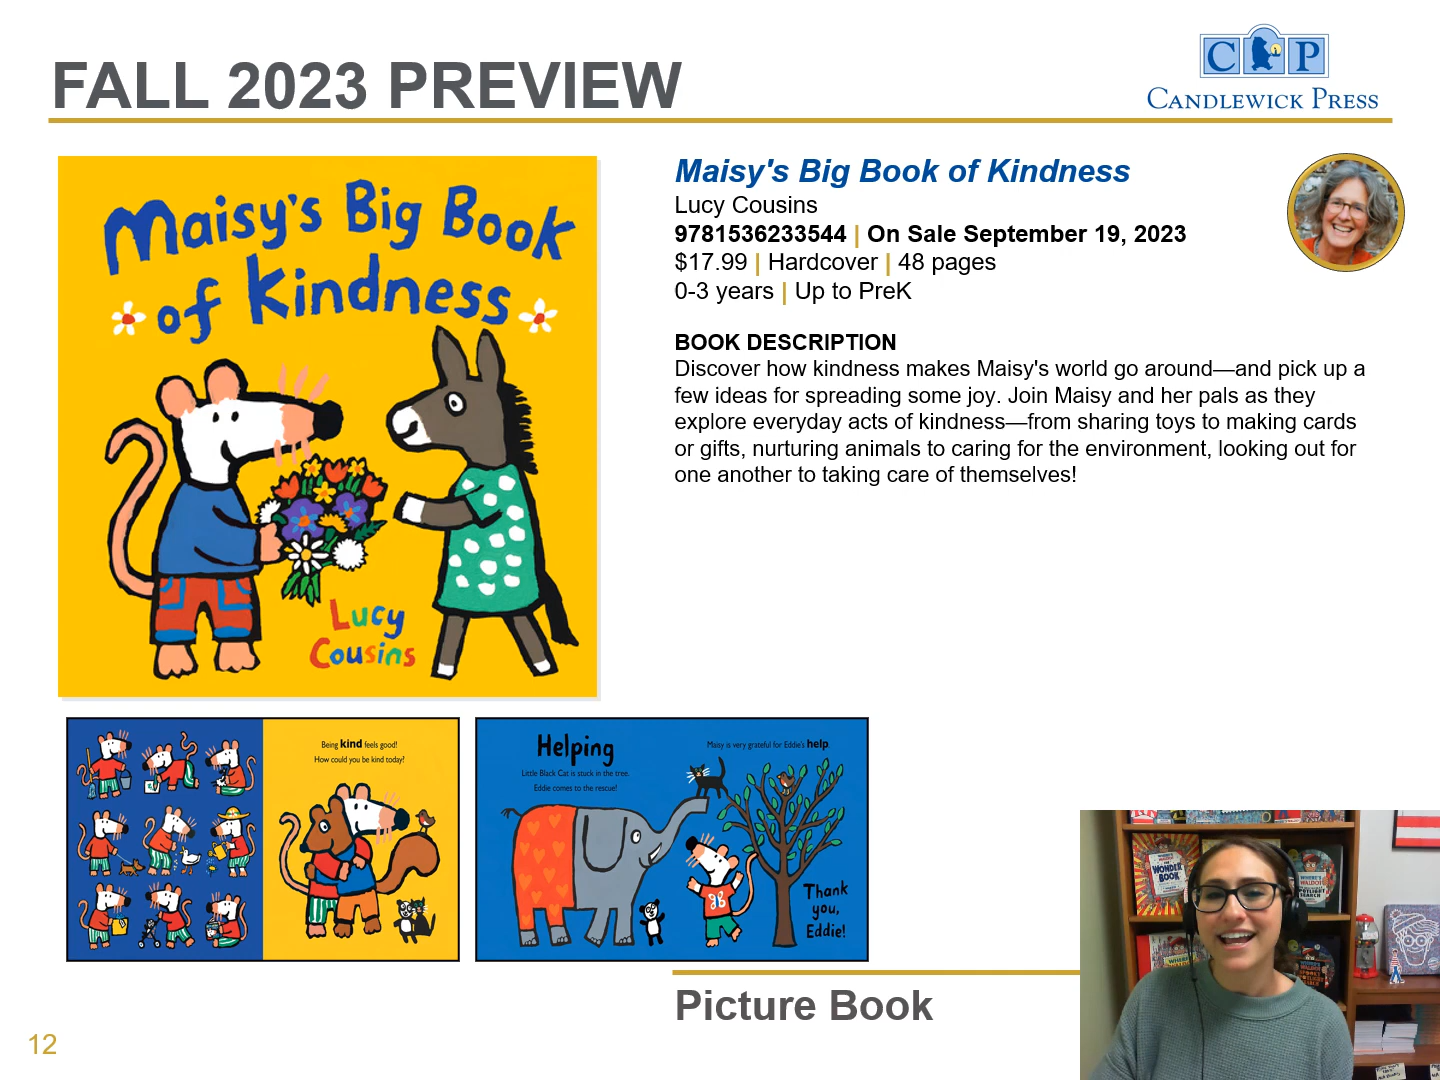 FALL 2023 PREVIEW
C P
CANDLEWICK PRESS
Maisy's Big Book
of Kindness
Lucy
Cousins
Maisy's Big Book of Kindness
Lucy Cousins
9781536233544 | On Sale September 19, 2023
$17.99 | Hardcover | 48 pages
0-3 years | Up to PreK
BOOK DESCRIPTION
Discover how kindness makes Maisy's world go around—and pick up a
few ideas for spreading some joy. Join Maisy and her pals as they
explore everyday acts of kindness—from sharing toys to making cards
or gifts, nurturing animals to caring for the environment, looking out for
one another to taking care of themselves!
Being kind feels good!
How could you be kind today?
Helping
Little Black Cat is stuck in the tree.
Eddie comes to the rescue!
Maisy is very grateful for Eddie's help.
Thank
you,
Eddie!
Picture Book
12
WONDER
BOOK
WHERE'S
WALDO?